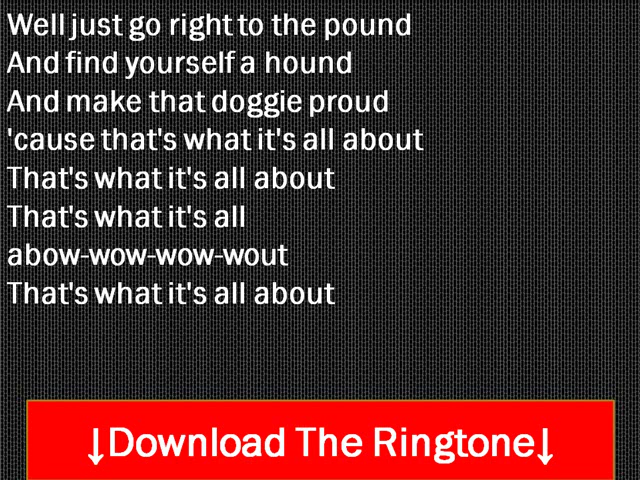 Well just go right to the pound
And find yourself a hound
And make that doggie proud
'cause that's what it's all about
That's what it's all about
That's what it's all
abow-wow-wow-wout
That's what it's all about
↓Download The Ringtone↓